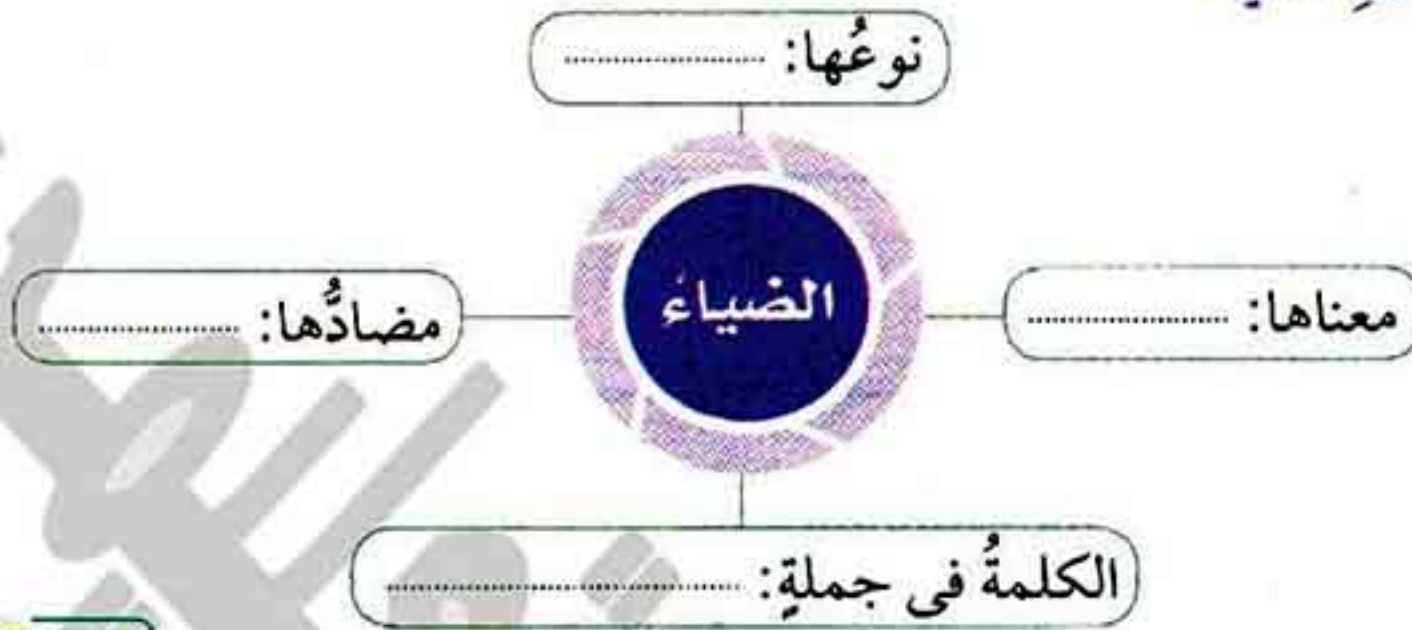 نوعُها: ....................
معناها: ....................
الضياء
مضادُّها: ....................
الكلمةُ فى جملةٍ: ....................